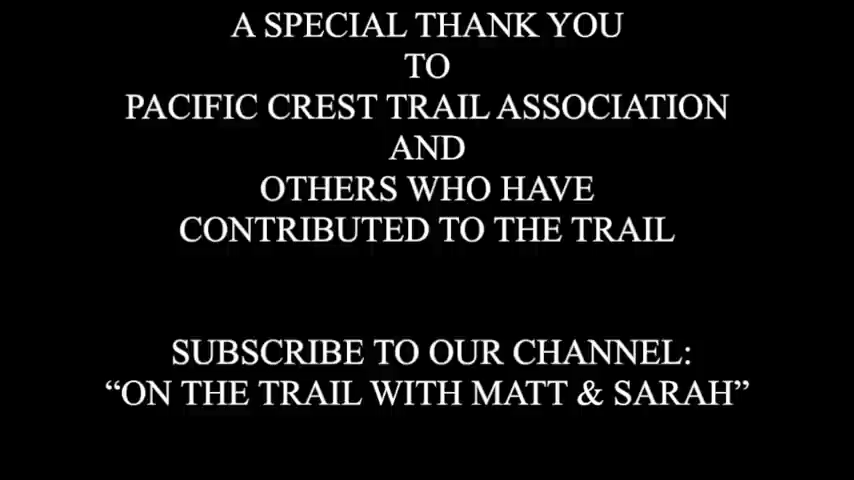 A SPECIAL THANK YOU
TO
PACIFIC CREST TRAIL ASSOCIATION
AND
OTHERS WHO HAVE
CONTRIBUTED TO THE TRAIL
SUBSCRIBE TO OUR CHANNEL:
“ON THE TRAIL WITH MATT & SARAH”